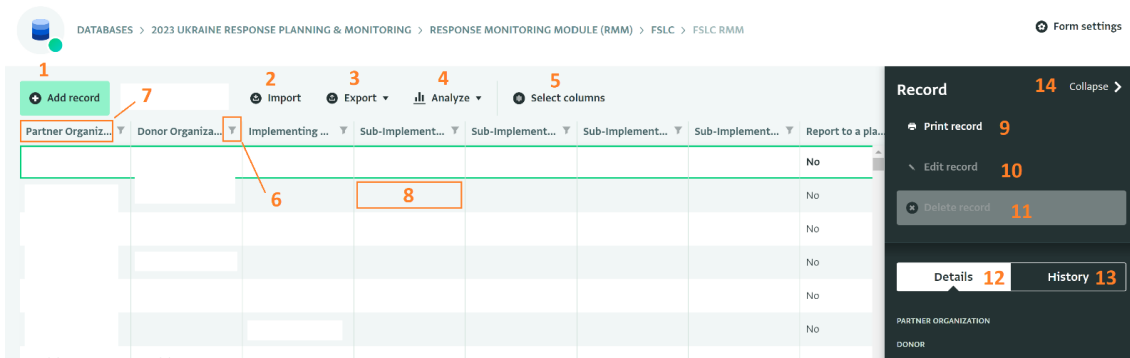 DATABASES > 2023 UKRAINE RESPONSE PLANNING & MONITORING > RESPONSE MONITORING MODULE (RMM) > FSLC > FSLC RMM
Form settings
1 2 3 4 5
Add record Import Export Analyze Select columns
7
Partner Organiz... Donor Organiza... Implementing ... Sub-Implement... Sub-Implement... Sub-Implement... Sub-Implement... Report to a pla...
No
6 8 No
No
No
No
No
Record 14 Collapse
Print record 9
Edit record 10
Delete record 11
Details 12 History 13
PARTNER ORGANIZATION
DONOR